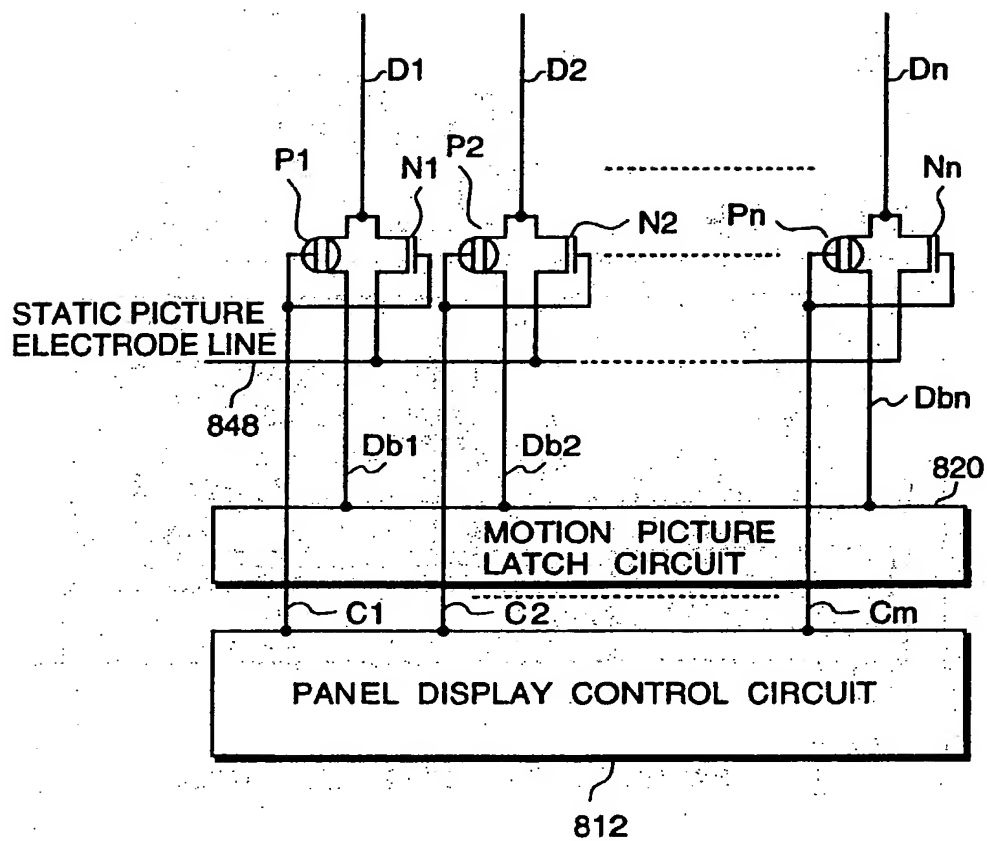 D1
D2
Dn
P1
N1
P2
N2
Pn
Nn
STATIC PICTURE
ELECTRODE LINE
848
Db1
Db2
Dbn
820
MOTION PICTURE
LATCH CIRCUIT
C1
C2
Cm
PANEL DISPLAY CONTROL CIRCUIT
812